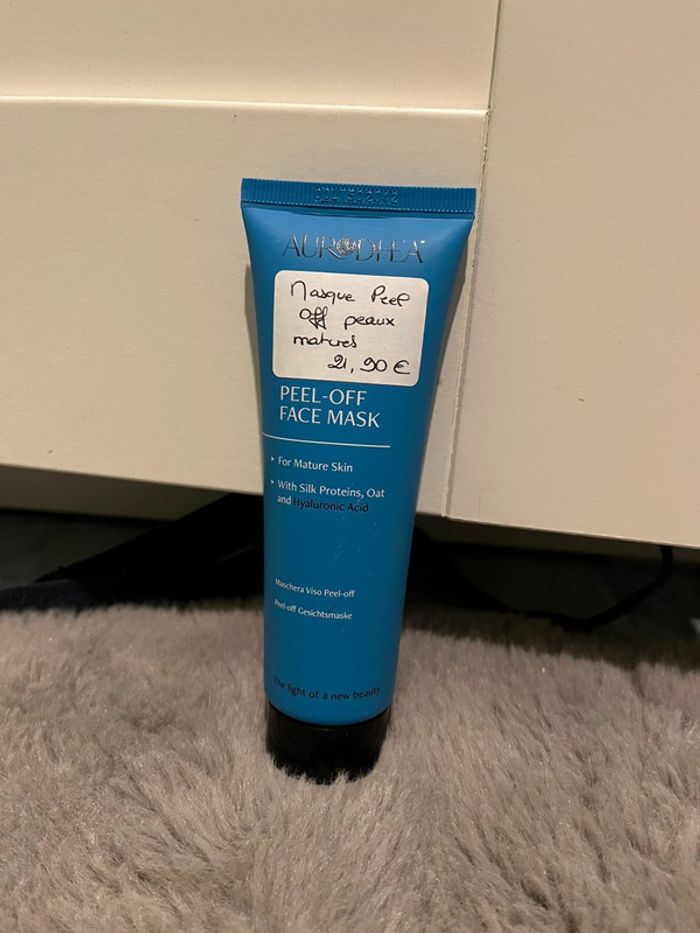 AURODHEA
Masque Peel
off peaux
matures
21,90 €
PEEL-OFF
FACE MASK
For Mature Skin
With Silk Proteins, Oat
and Hyaluronic Acid
Maschera Viso Peel-off
Peel-off Gesichtsmaske
The light of a new beauty